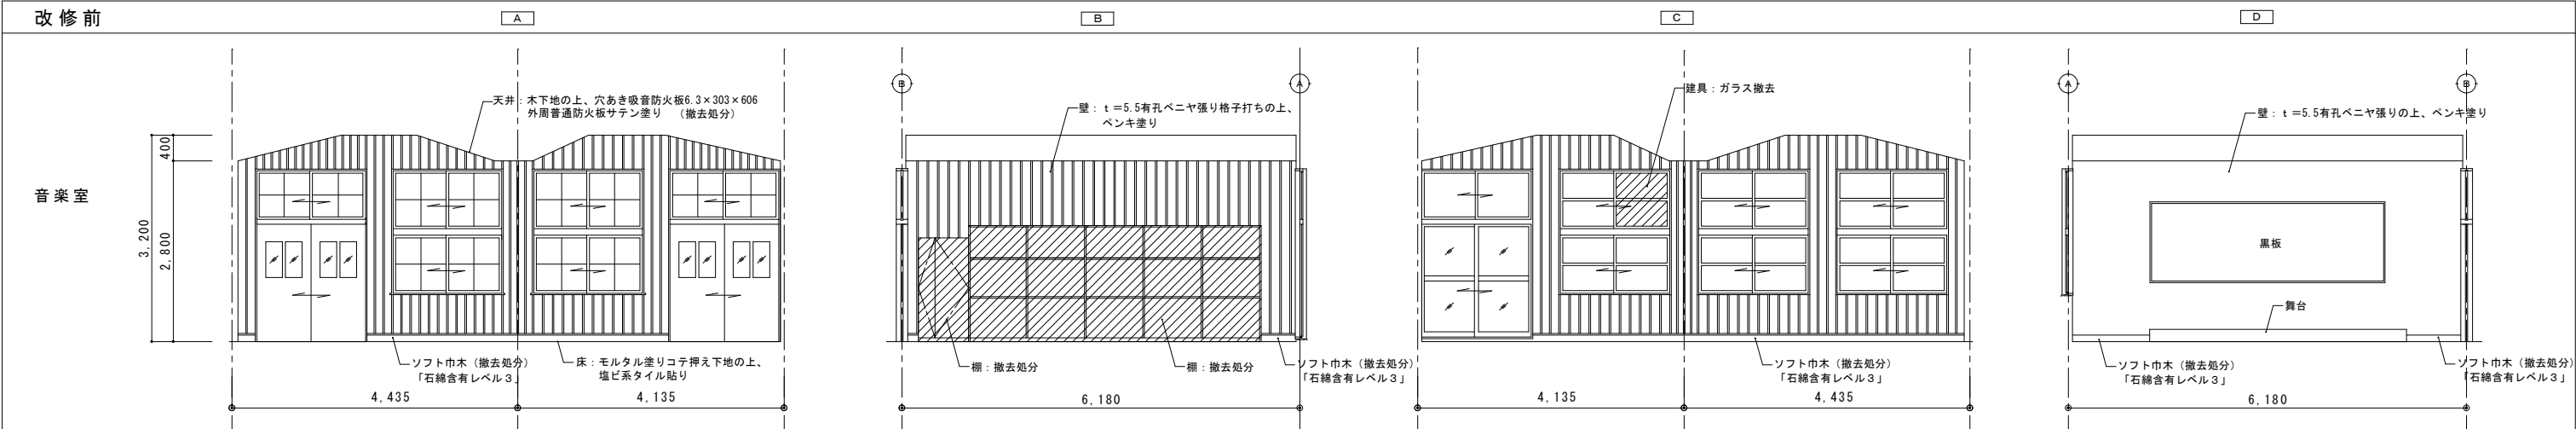 改修前
A
B
C
D
音楽室
3,200
400
2,800
天井：木下地の上、穴あき吸音防火板6.3×303×606
外周普通防火板サテン塗り （撤去処分）
ソフト巾木（撤去処分）
「石綿含有レベル３」
床：モルタル塗りコテ押え下地の上、
塩ビ系タイル貼り
4,435
4,135
B
A
壁：ｔ=5.5有孔ベニヤ張り格子打ちの上、
ペンキ塗り
棚：撤去処分
棚：撤去処分
ソフト巾木（撤去処分）
「石綿含有レベル３」
6,180
建具：ガラス撤去
ソフト巾木（撤去処分）
「石綿含有レベル３」
4,135
4,435
A
B
壁：ｔ=5.5有孔ベニヤ張りの上、ペンキ塗り
黒板
舞台
ソフト巾木（撤去処分）
「石綿含有レベル３」
ソフト巾木（撤去処分）
「石綿含有レベル３」
6,180